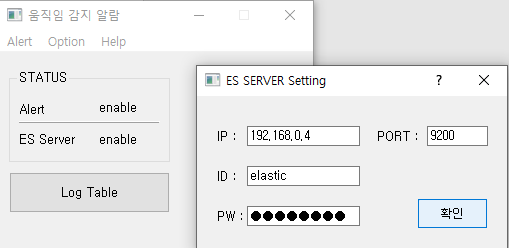 움직임 감지 알람
Alert Option Help
STATUS
Alert enable
ES Server enable
Log Table
ES SERVER Setting
IP : 192,168,0,4 PORT : 9200
ID : elastic
PW : ●●●●●●●●
확인